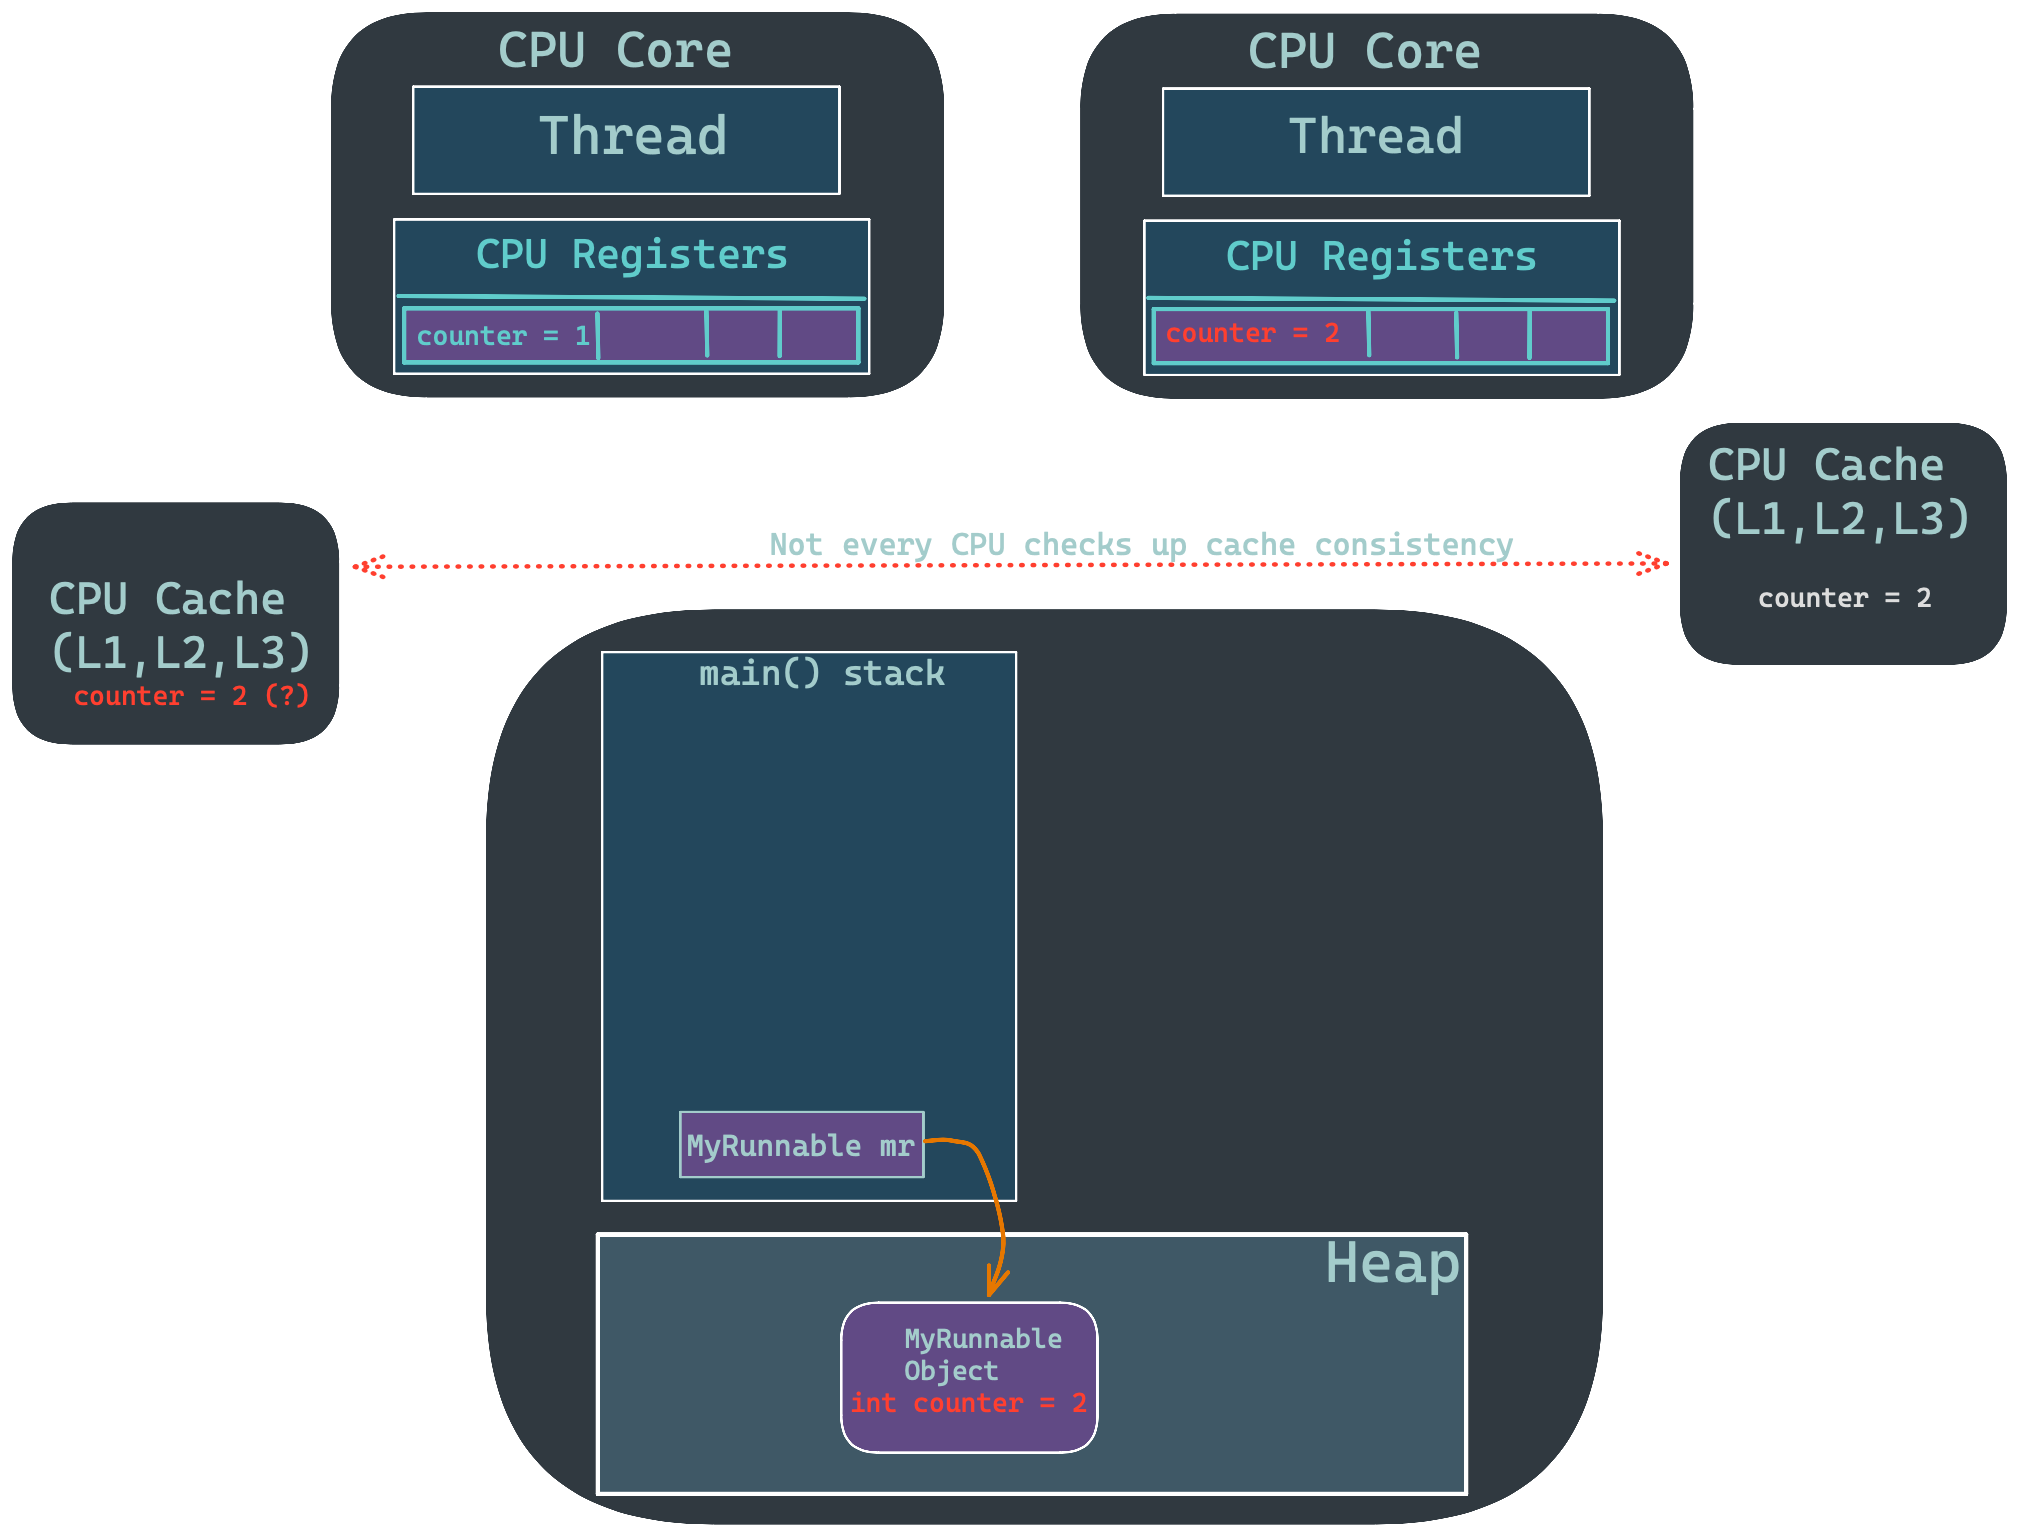 CPU Core
Thread
CPU Registers
counter = 1
CPU Core
Thread
CPU Registers
counter = 2
CPU Cache
(L1,L2,L3)
counter = 2
Not every CPU checks up cache consistency
CPU Cache
(L1,L2,L3)
counter = 2 (?)
main() stack
MyRunnable mr
Heap
MyRunnable
Object
int counter = 2